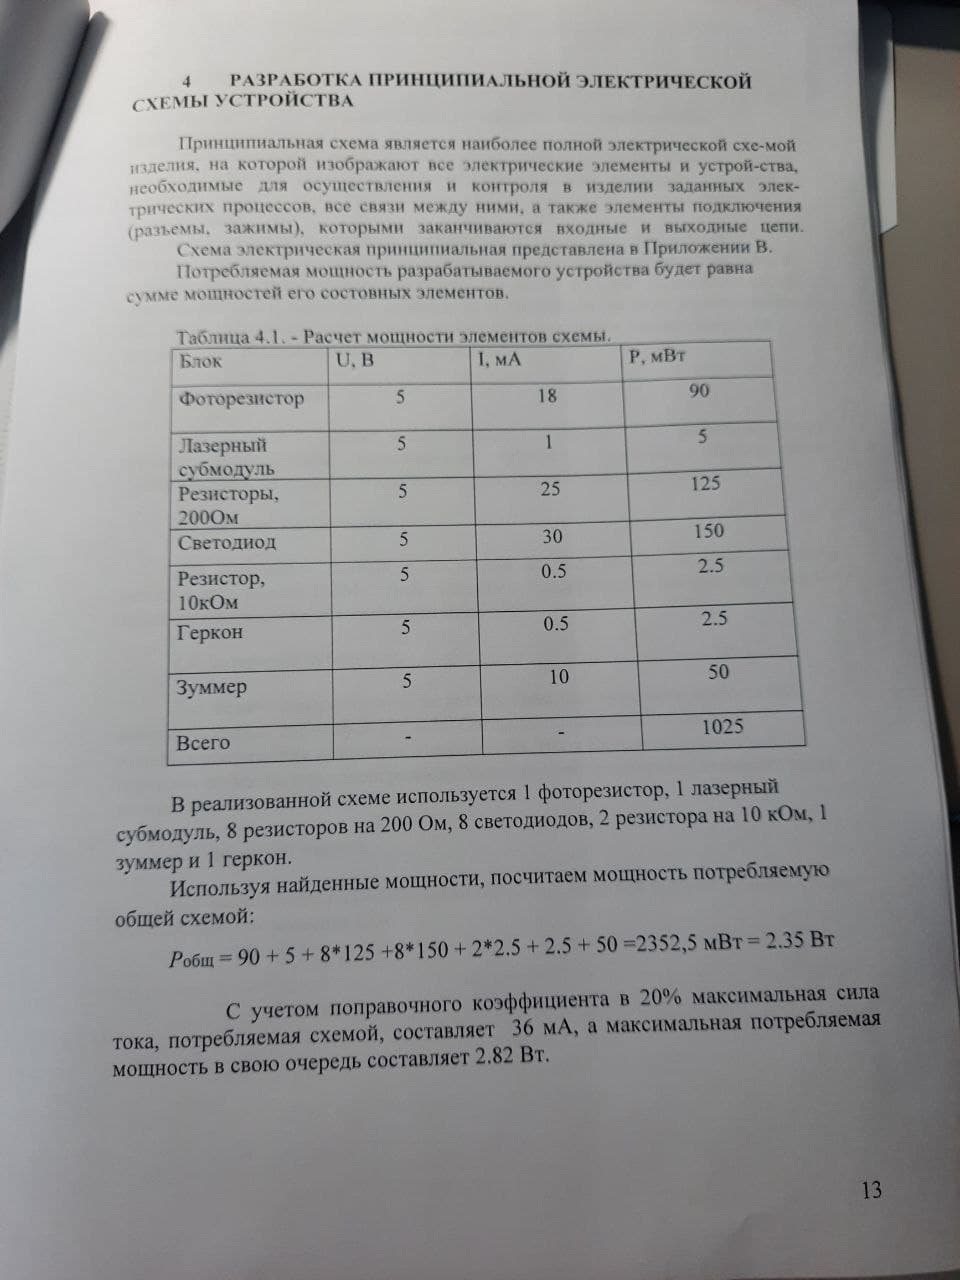 4 РАЗРАБОТКА ПРИНЦИПИАЛЬНОЙ ЭЛЕКТРИЧЕСКОЙ
СХЕМЫ УСТРОЙСТВА
Принципиальная схема является наиболее полной электрической схе-мой
изделия, на которой изображают все электрические элементы и устрой-ства,
необходимые для осуществления и контроля в изделии заданных элек-
трических процессов, все связи между ними, а также элементы подключения
(разъемы, зажимы), которыми заканчиваются входные и выходные цепи.
Схема электрическая принципиальная представлена в Приложении В.
Потребляемая мощность разрабатываемого устройства будет равна
сумме мощностей его состовных элементов.
Таблица 4.1. - Расчет мощности элементов схемы.
Блок U, В I, мА P, мВт
Фоторезистор 5 18 90
Лазерный 5 1 5
субмодуль
Резисторы, 5 25 125
200Ом
Светодиод 5 30 150
Резистор, 5 0.5 2.5
10кОм
Геркон 5 0.5 2.5
Зуммер 5 10 50
Всего - - 1025
В реализованной схеме используется 1 фоторезистор, 1 лазерный
субмодуль, 8 резисторов на 200 Ом, 8 светодиодов, 2 резистора на 10 кОм, 1
зуммер и 1 геркон.
Используя найденные мощности, посчитаем мощность потребляемую
общей схемой:
Pобщ = 90 + 5 + 8*125 +8*150 + 2*2.5 + 2.5 + 50 =2352,5 мВт = 2.35 Вт
С учетом поправочного коэффициента в 20% максимальная сила
тока, потребляемая схемой, составляет 36 мА, а максимальная потребляемая
мощность в свою очередь составляет 2.82 Вт.
13